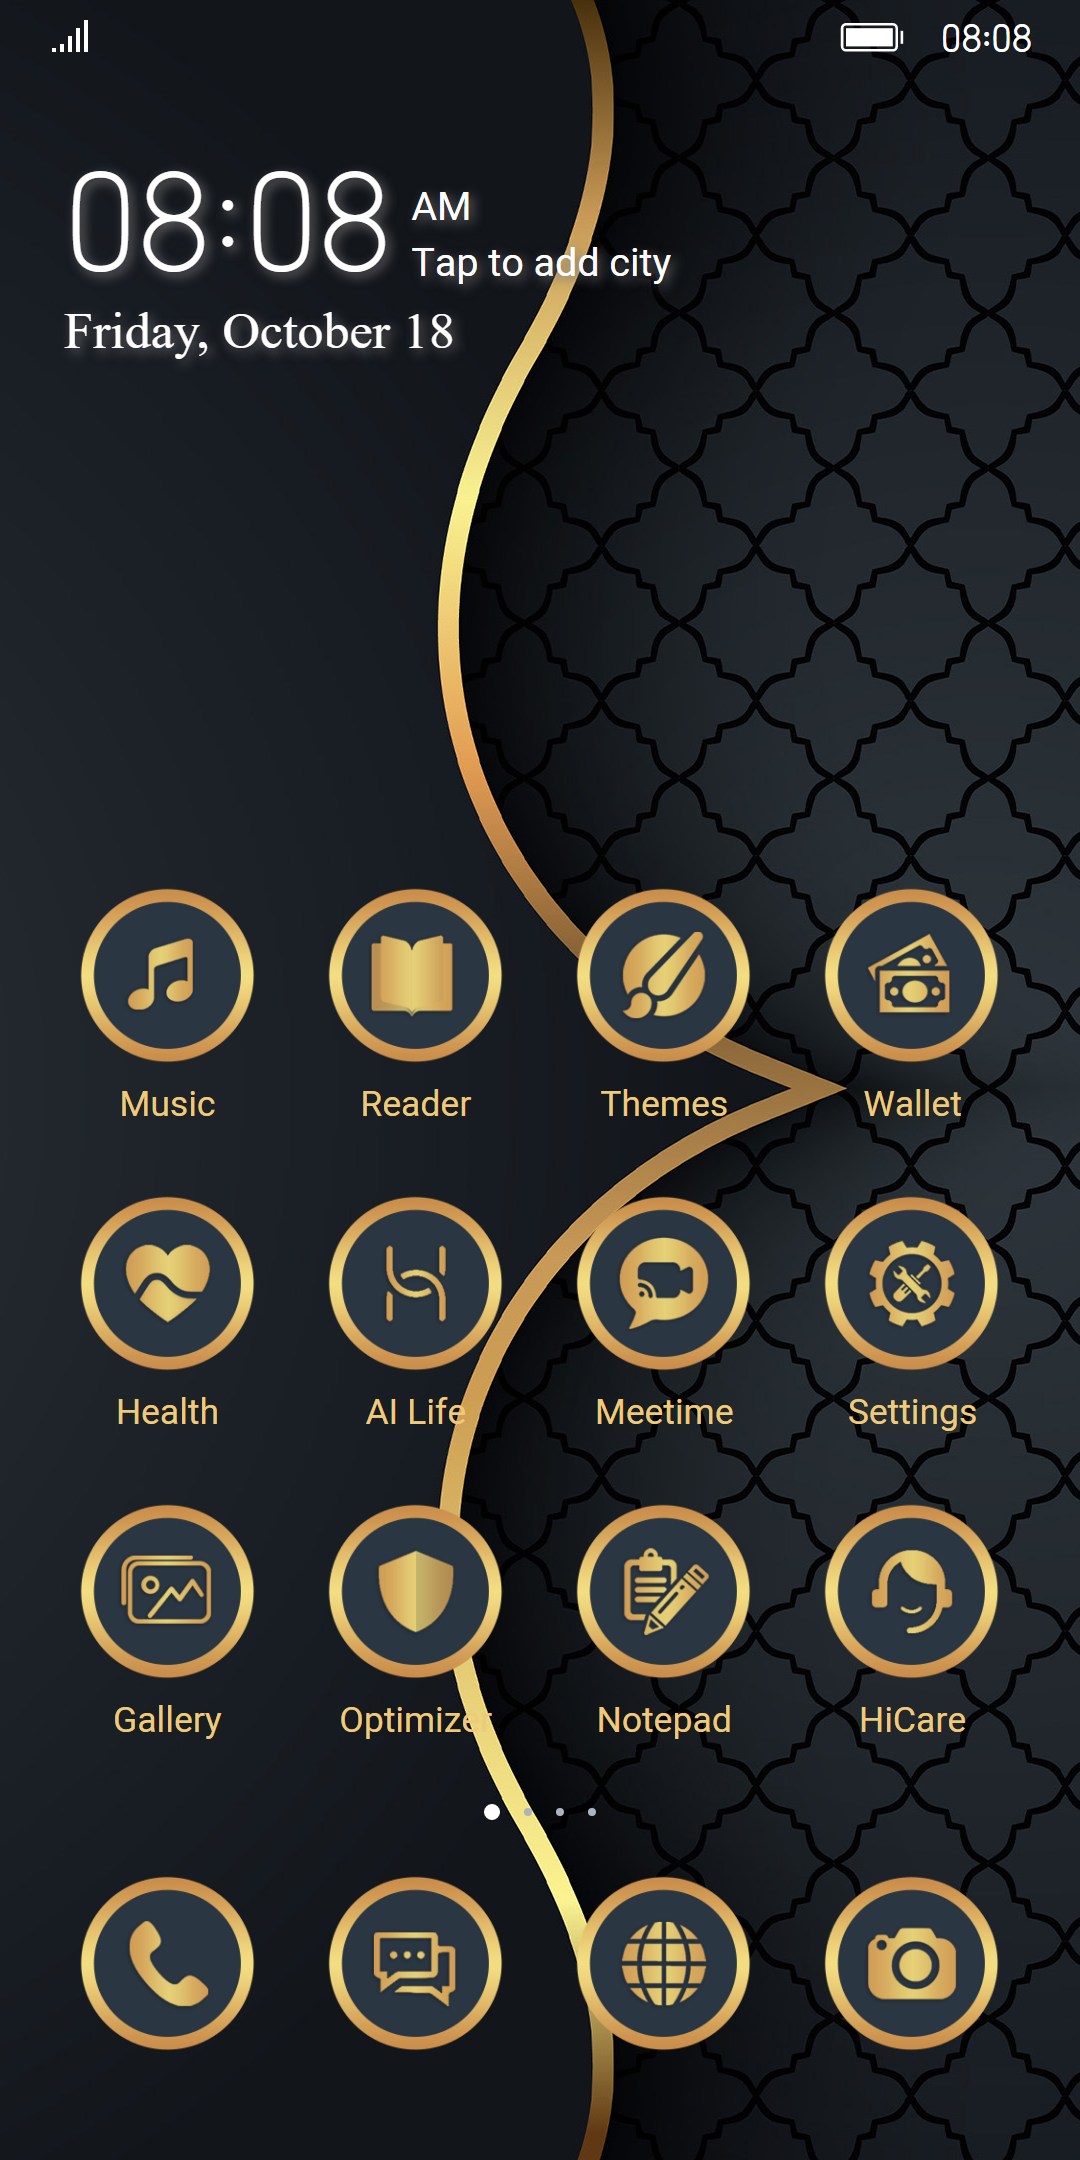 08:08
08:08 AM
Tap to add city
Friday, October 18
Music Reader Themes Wallet
Health AI Life Meetime Settings
Gallery Optimizer Notepad HiCare